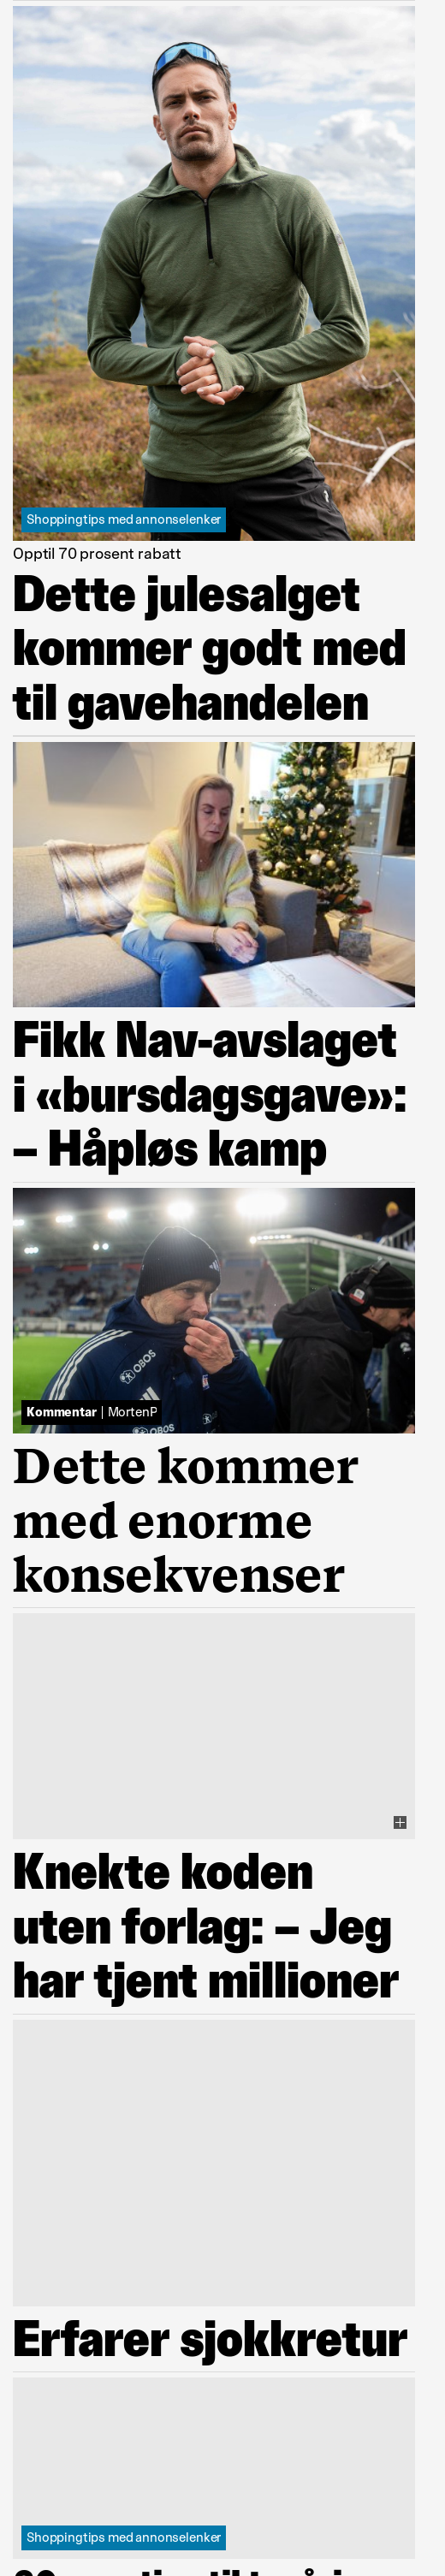 Shoppingtips med annonselenker
Opptil 70 prosent rabatt
Dette julesalget
kommer godt med
til gavehandelen
Fikk Nav-avslaget
i «bursdagsgave»:
– Håpløs kamp
OBOS
OBOS
Kommentar | MortenP
Dette kommer
med enorme
konsekvenser
Knekte koden
uten forlag: – Jeg
har tjent millioner
Erfarer sjokkretur
Shoppingtips med annonselenker